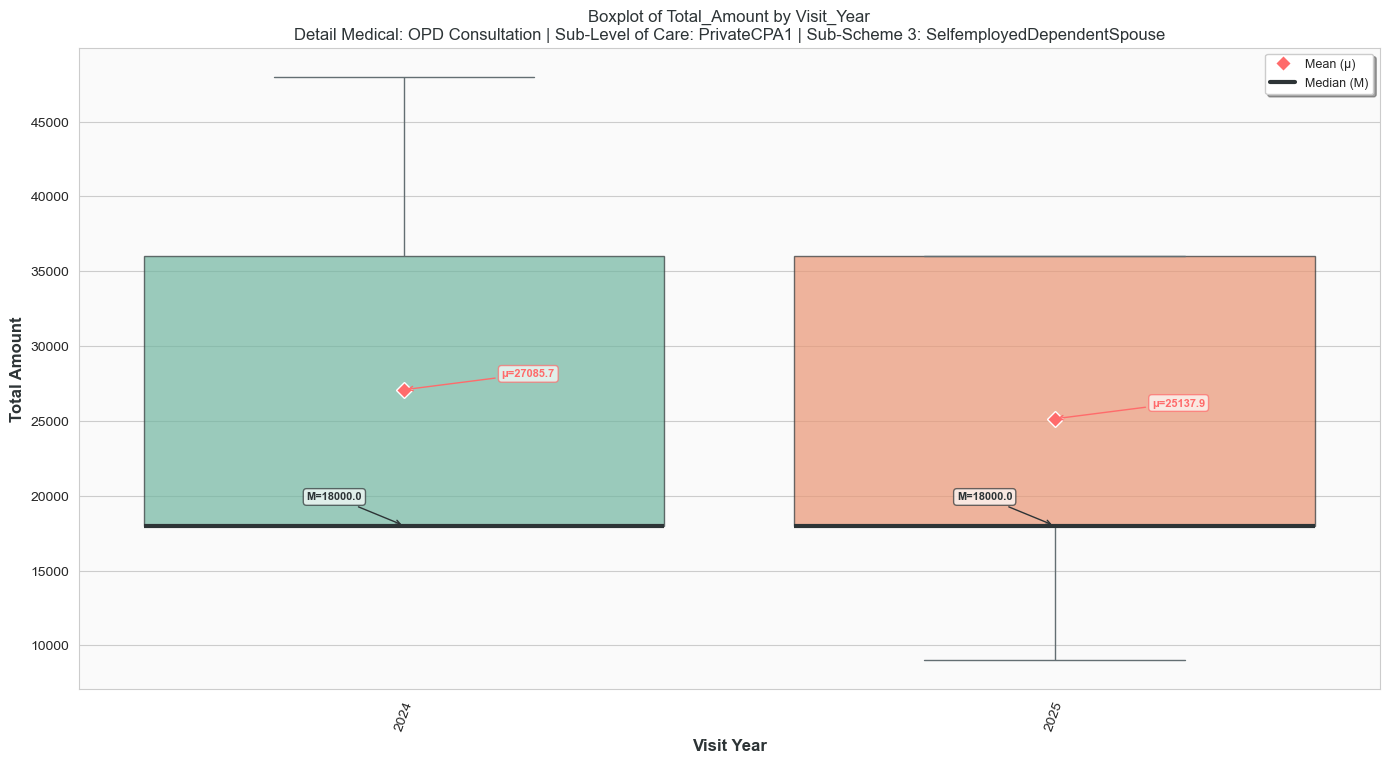 Boxplot of Total_Amount by Visit_Year
Detail Medical: OPD Consultation | Sub-Level of Care: PrivateCPA1 | Sub-Scheme 3: SelfemployedDependentSpouse
Mean (μ)
Median (M)
Total Amount
45000
40000
35000
30000
25000
20000
15000
10000
μ=27085.7
M=18000.0
μ=25137.9
M=18000.0
2024
2025
Visit Year